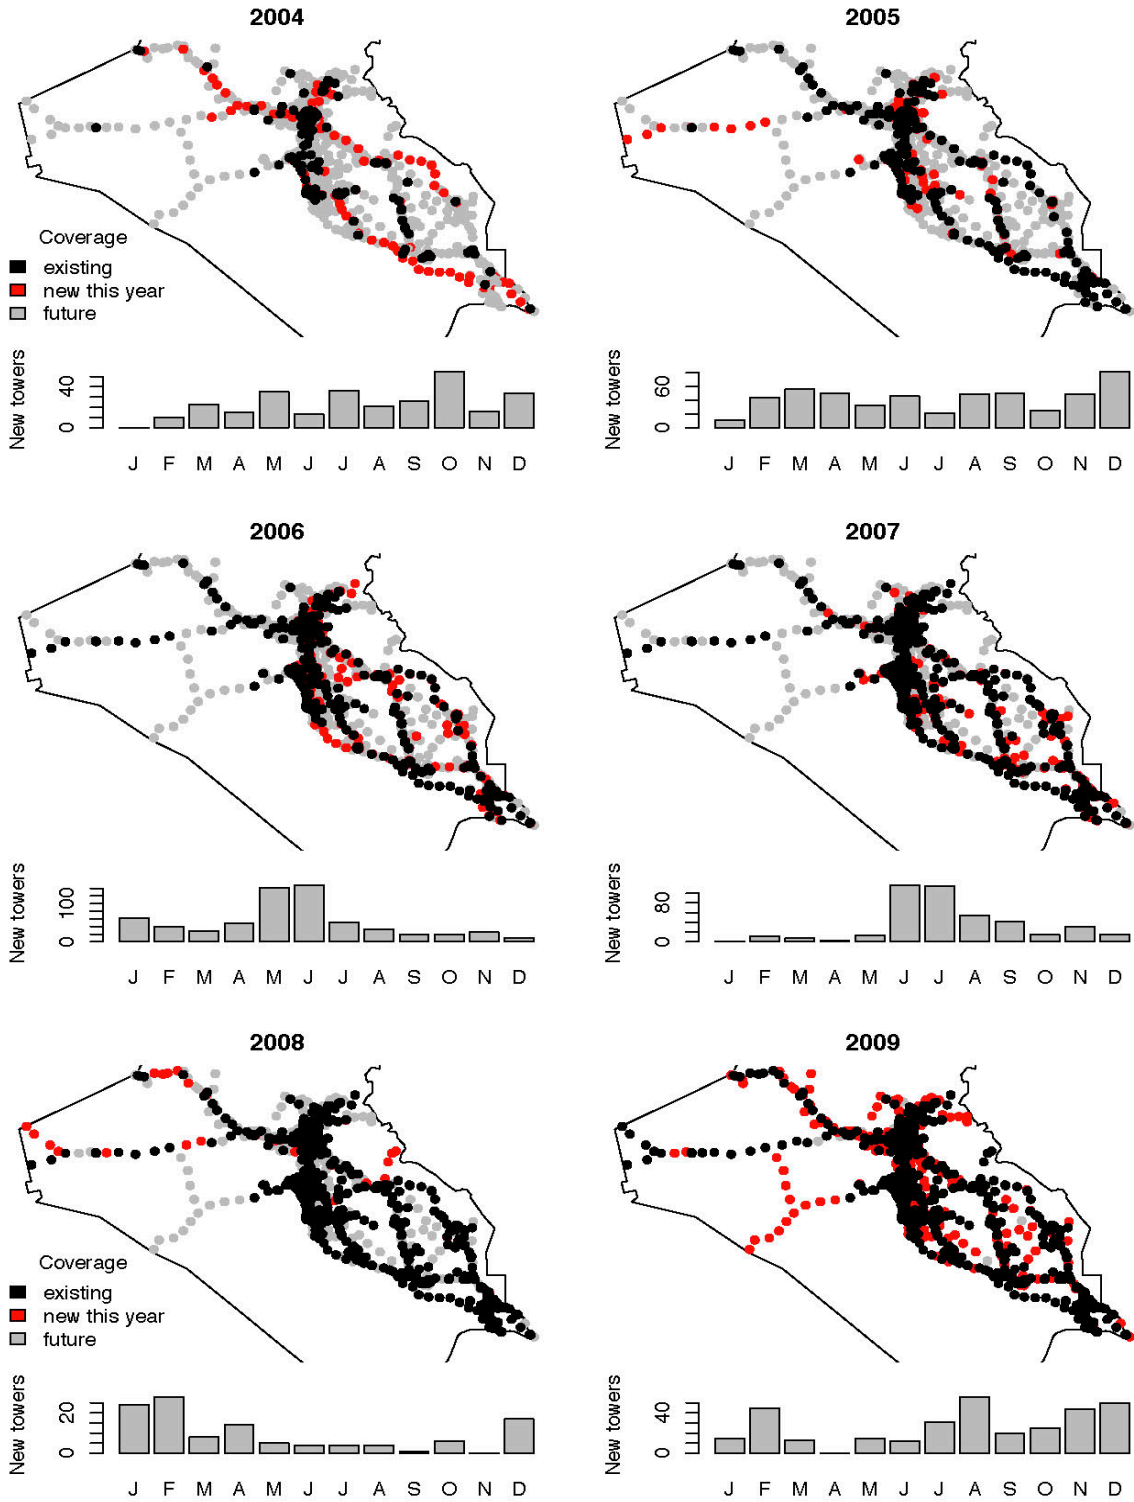 2004
2005
Coverage
existing
new this year
future
New towers
0
40
J F M A M J J A S O N D
New towers
0
60
J F M A M J J A S O N D
2006
2007
New towers
0
100
J F M A M J J A S O N D
New towers
0
80
J F M A M J J A S O N D
2008
2009
Coverage
existing
new this year
future
New towers
0
20
J F M A M J J A S O N D
New towers
0
40
J F M A M J J A S O N D